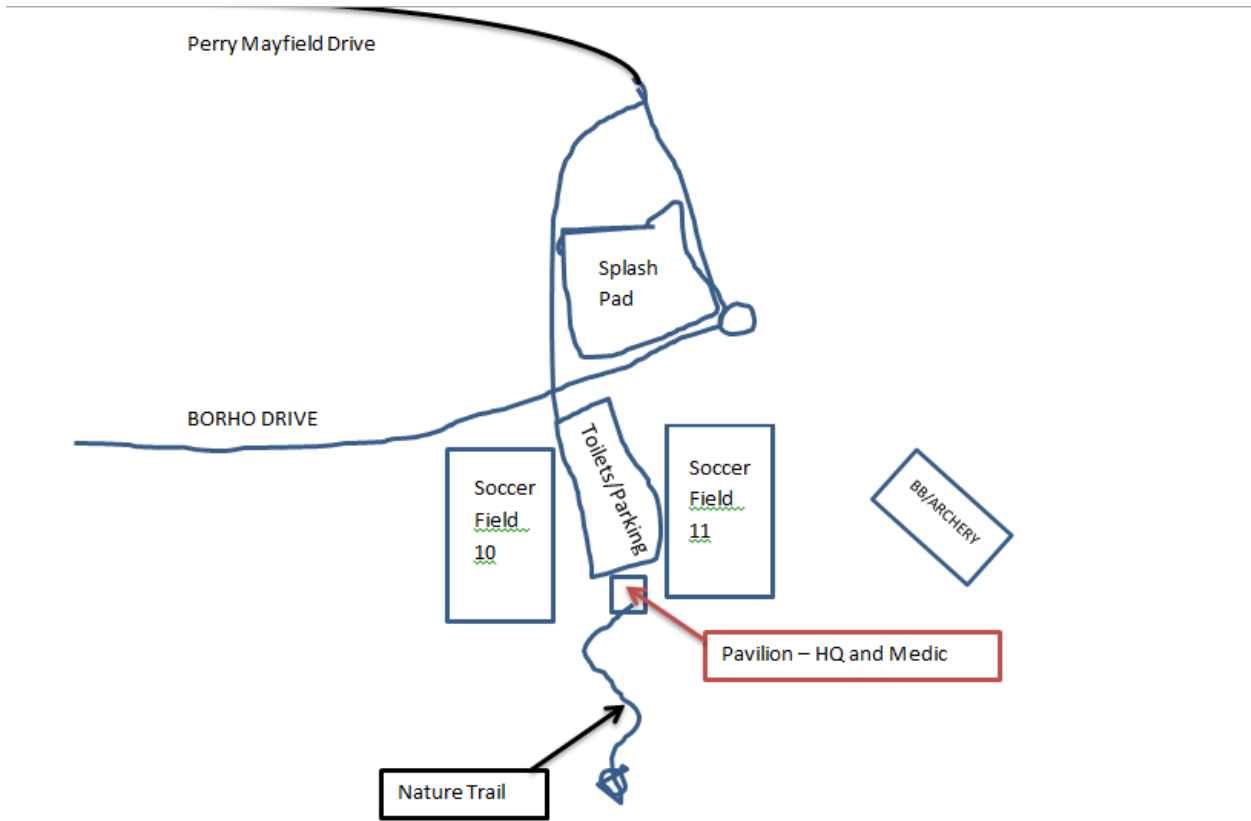 Perry Mayfield Drive
Splash
Pad
BORHO DRIVE
Toilets/Parking
Soccer
Field
10
Soccer
Field
11
BB/ARCHERY
Pavilion – HQ and Medic
Nature Trail